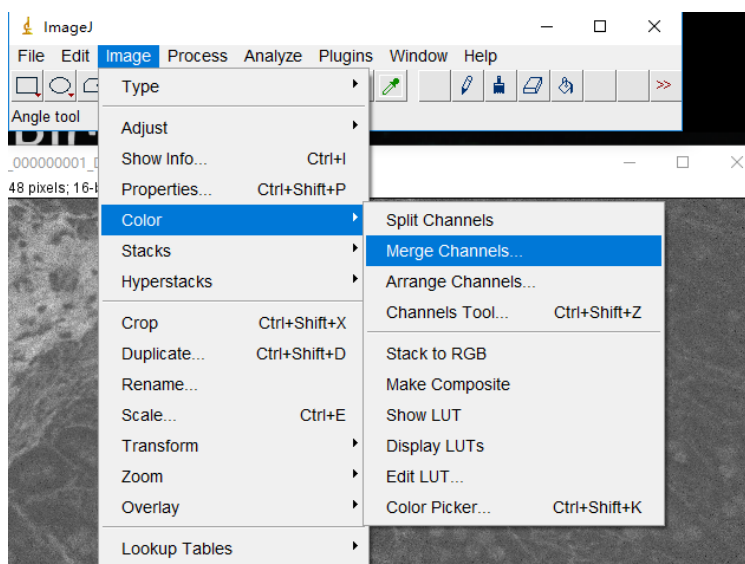 ImageJ
File Edit Image Process Analyze Plugins Window Help
>>
Angle tool
_000000001_D
48 pixels; 16-b
Type
Adjust
Show Info... Ctrl+I
Properties... Ctrl+Shift+P
Color
Stacks
Hyperstacks
Crop Ctrl+Shift+X
Duplicate... Ctrl+Shift+D
Rename...
Scale... Ctrl+E
Transform
Zoom
Overlay
Lookup Tables
Split Channels
Merge Channels...
Arrange Channels...
Channels Tool... Ctrl+Shift+Z
Stack to RGB
Make Composite
Show LUT
Display LUTs
Edit LUT...
Color Picker... Ctrl+Shift+K